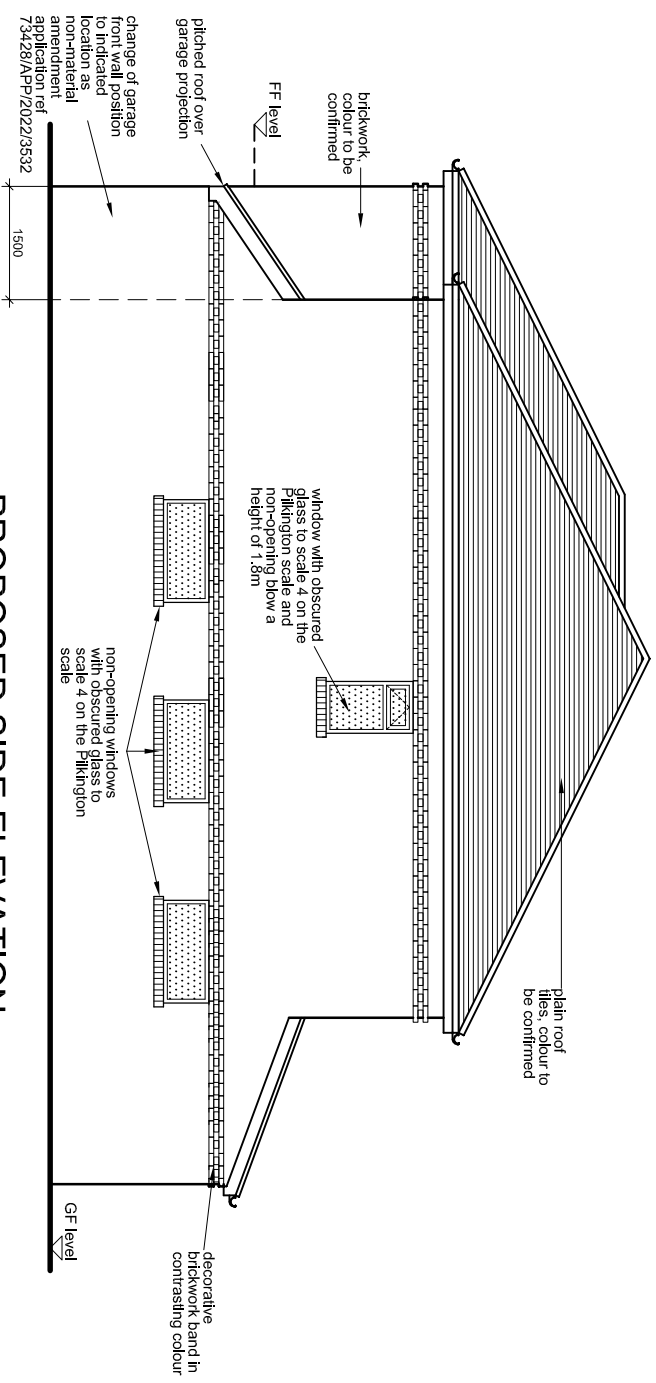 plain roof
tiles, colour to
be confirmed
brickwork,
colour to be
confirmed
FF level
pitched roof over
garage projection
change of garage
front wall position
to indicated
location as
non-material
amendment
application ref
73428/APP/2022/3532
1500
window with obscured
glass to scale 4 on the
Pilkington scale and
non-opening blow a
height of 1.8m
non-opening windows
with obscured glass to
scale 4 on the Pilkington
scale
decorative
brickwork band in
contrasting colour
GF level
PROPOSED SIDE ELEVATION